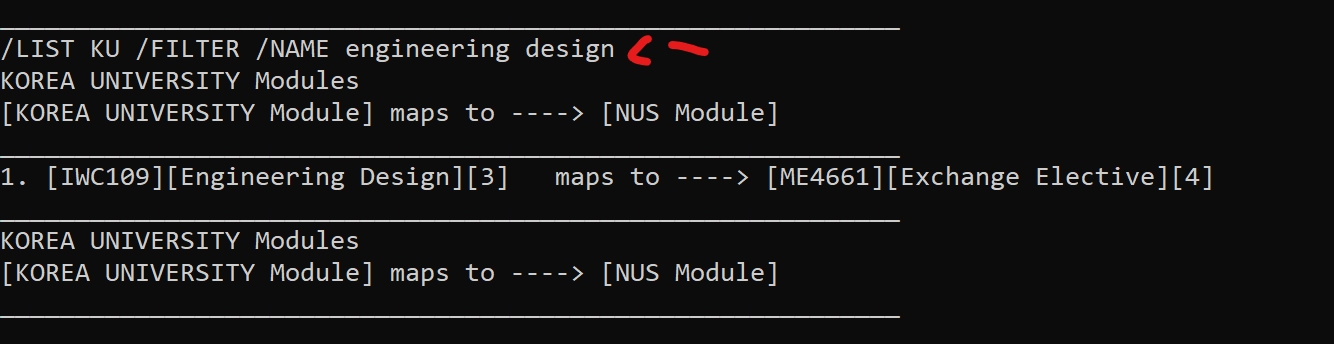 /LIST KU /FILTER /NAME engineering design
KOREA UNIVERSITY Modules
[KOREA UNIVERSITY Module] maps to ----> [NUS Module]
1. [IWC109][Engineering Design][3]   maps to ----> [ME4661][Exchange Elective][4]
KOREA UNIVERSITY Modules
[KOREA UNIVERSITY Module] maps to ----> [NUS Module]